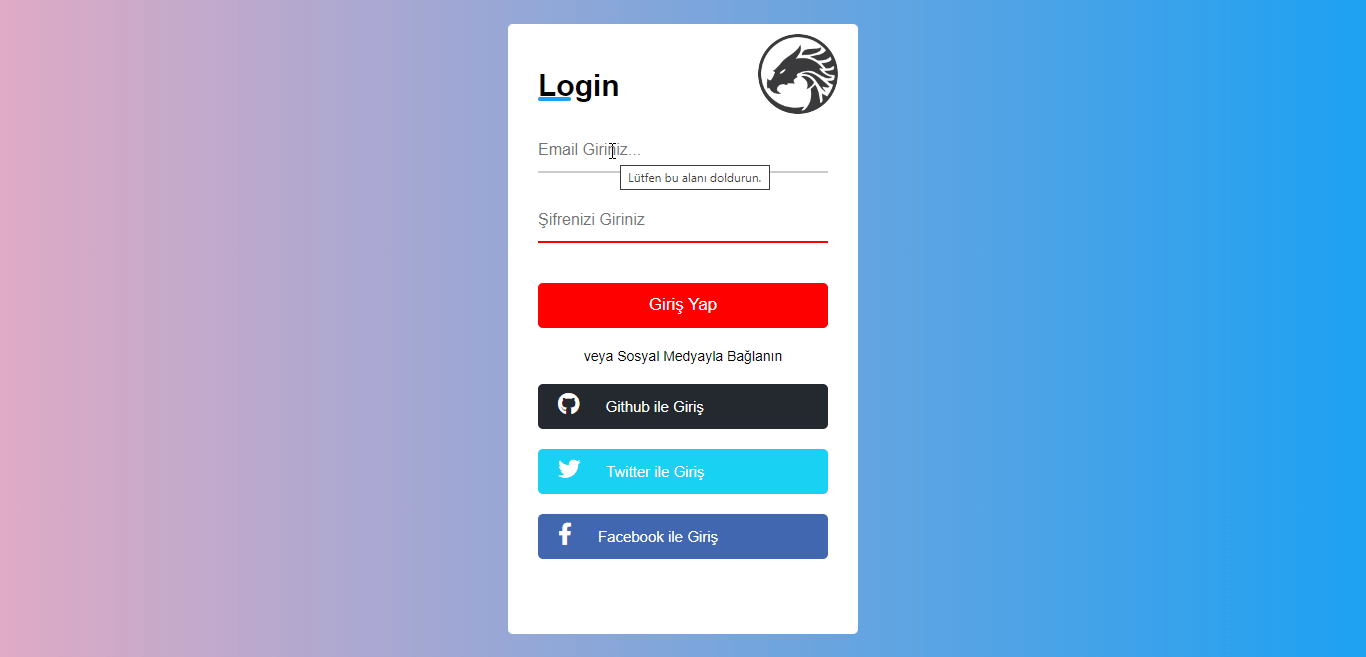 Login
Email Giriniz...
Lütfen bu alanı doldurun.
Şifrenizi Giriniz
Giriş Yap
veya Sosyal Medyayla Bağlanın
Github ile Giriş
Twitter ile Giriş
Facebook ile Giriş